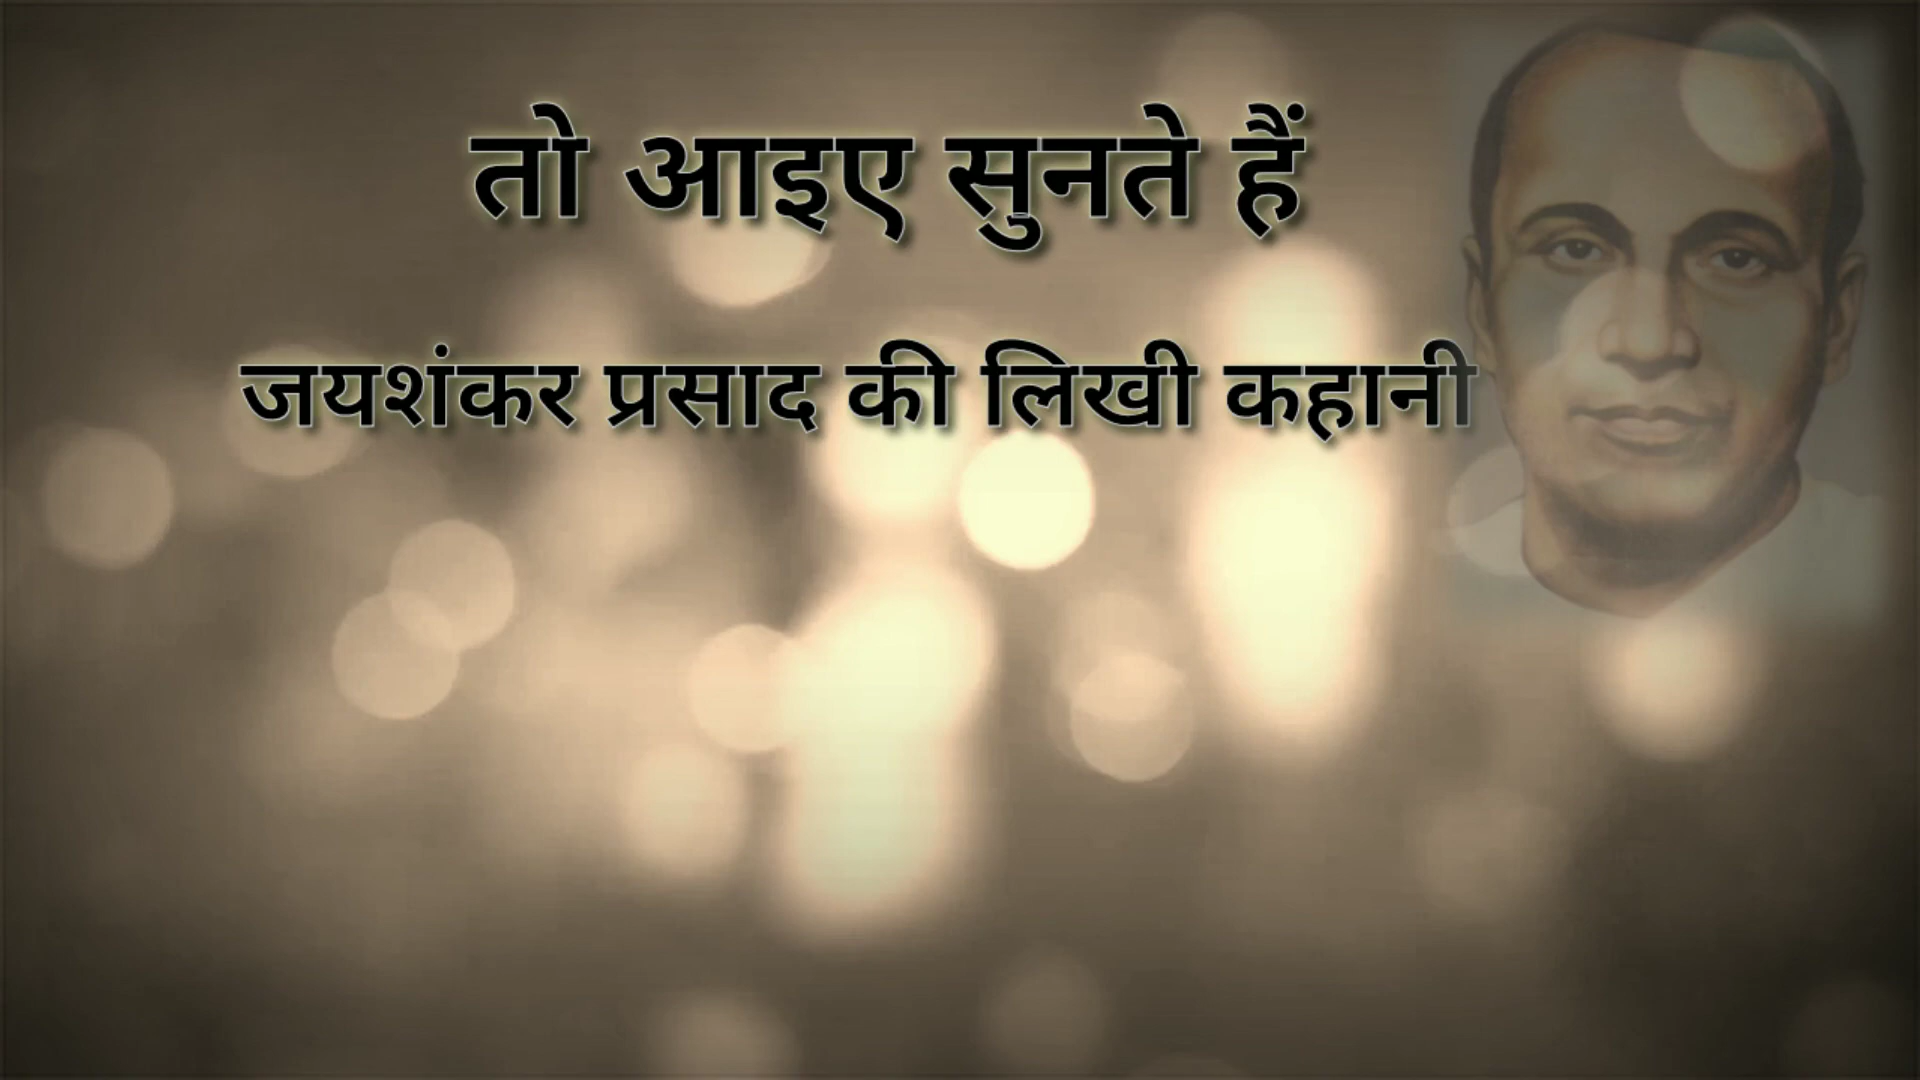 तो आइए सुनते हैं
जयशंकर प्रसाद की लिखी कहानी